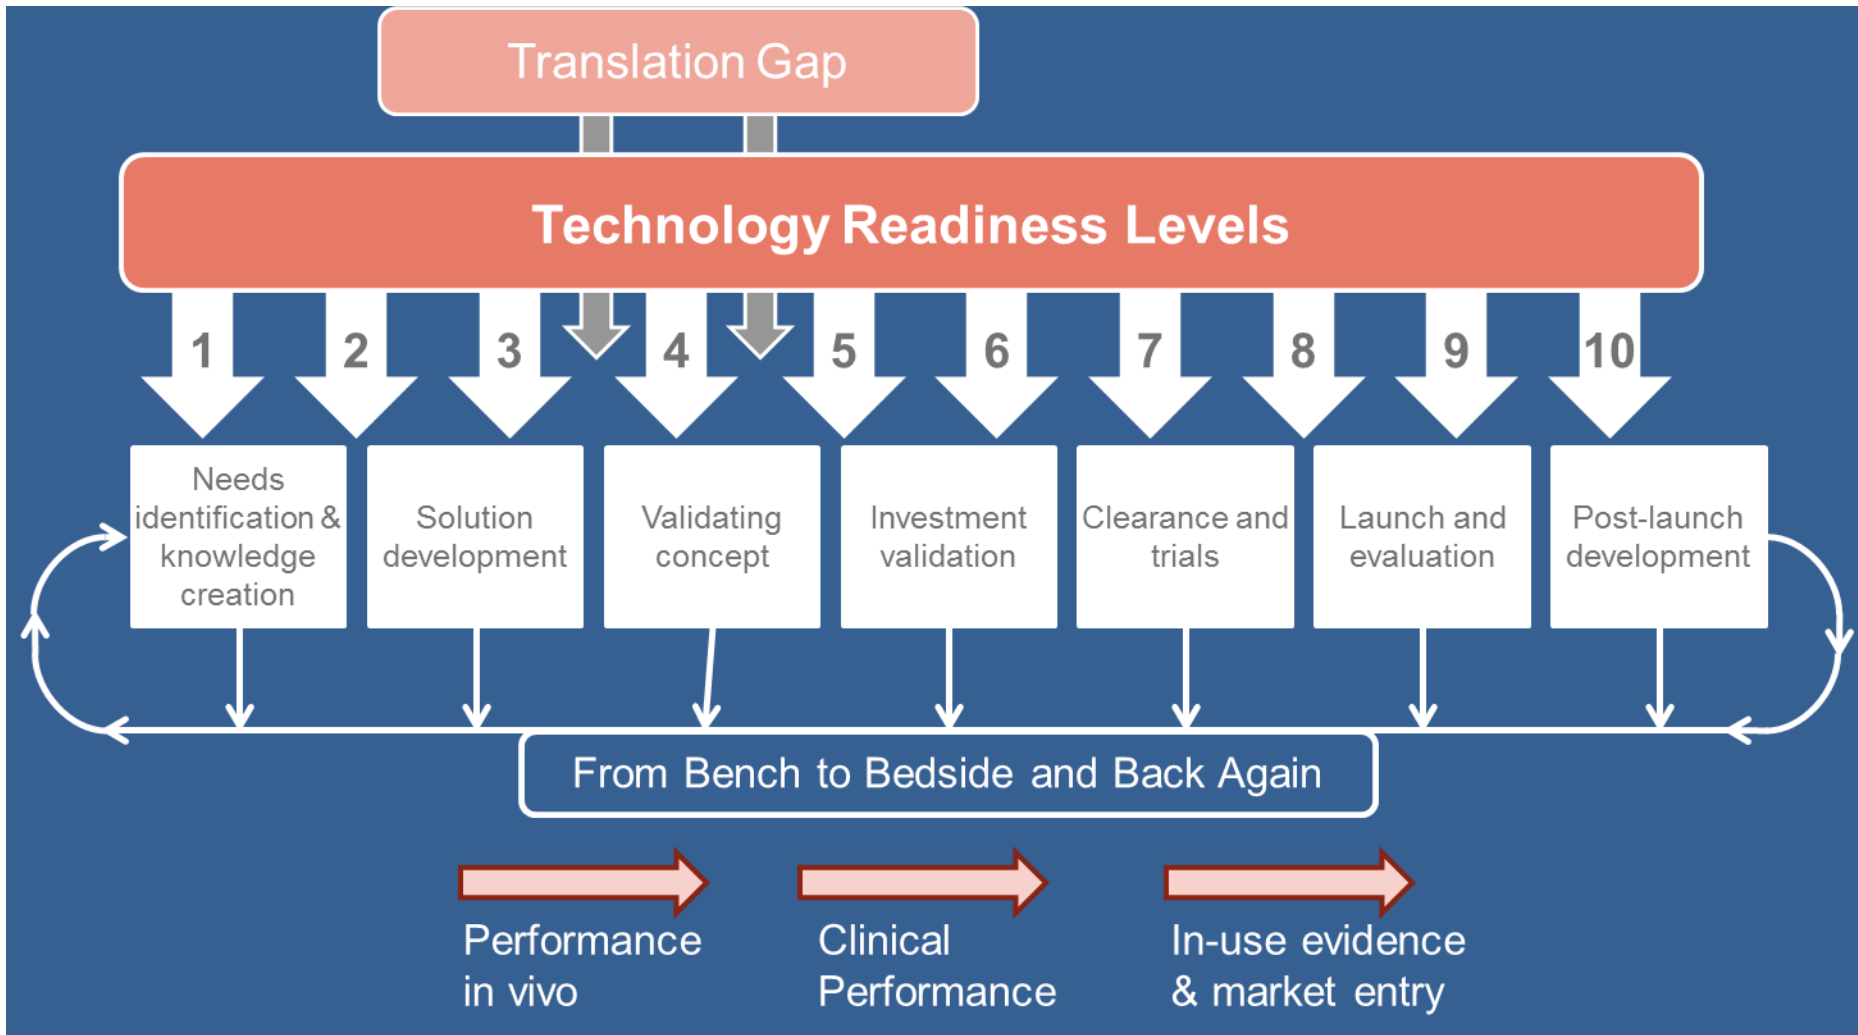 Translation Gap
Technology Readiness Levels
1 2 3 4 5 6 7 8 9 10
Needs
identification &
knowledge
creation
Solution
development
Validating
concept
Investment
validation
Clearance and
trials
Launch and
evaluation
Post-launch
development
From Bench to Bedside and Back Again
Performance
in vivo
Clinical
Performance
In-use evidence
& market entry